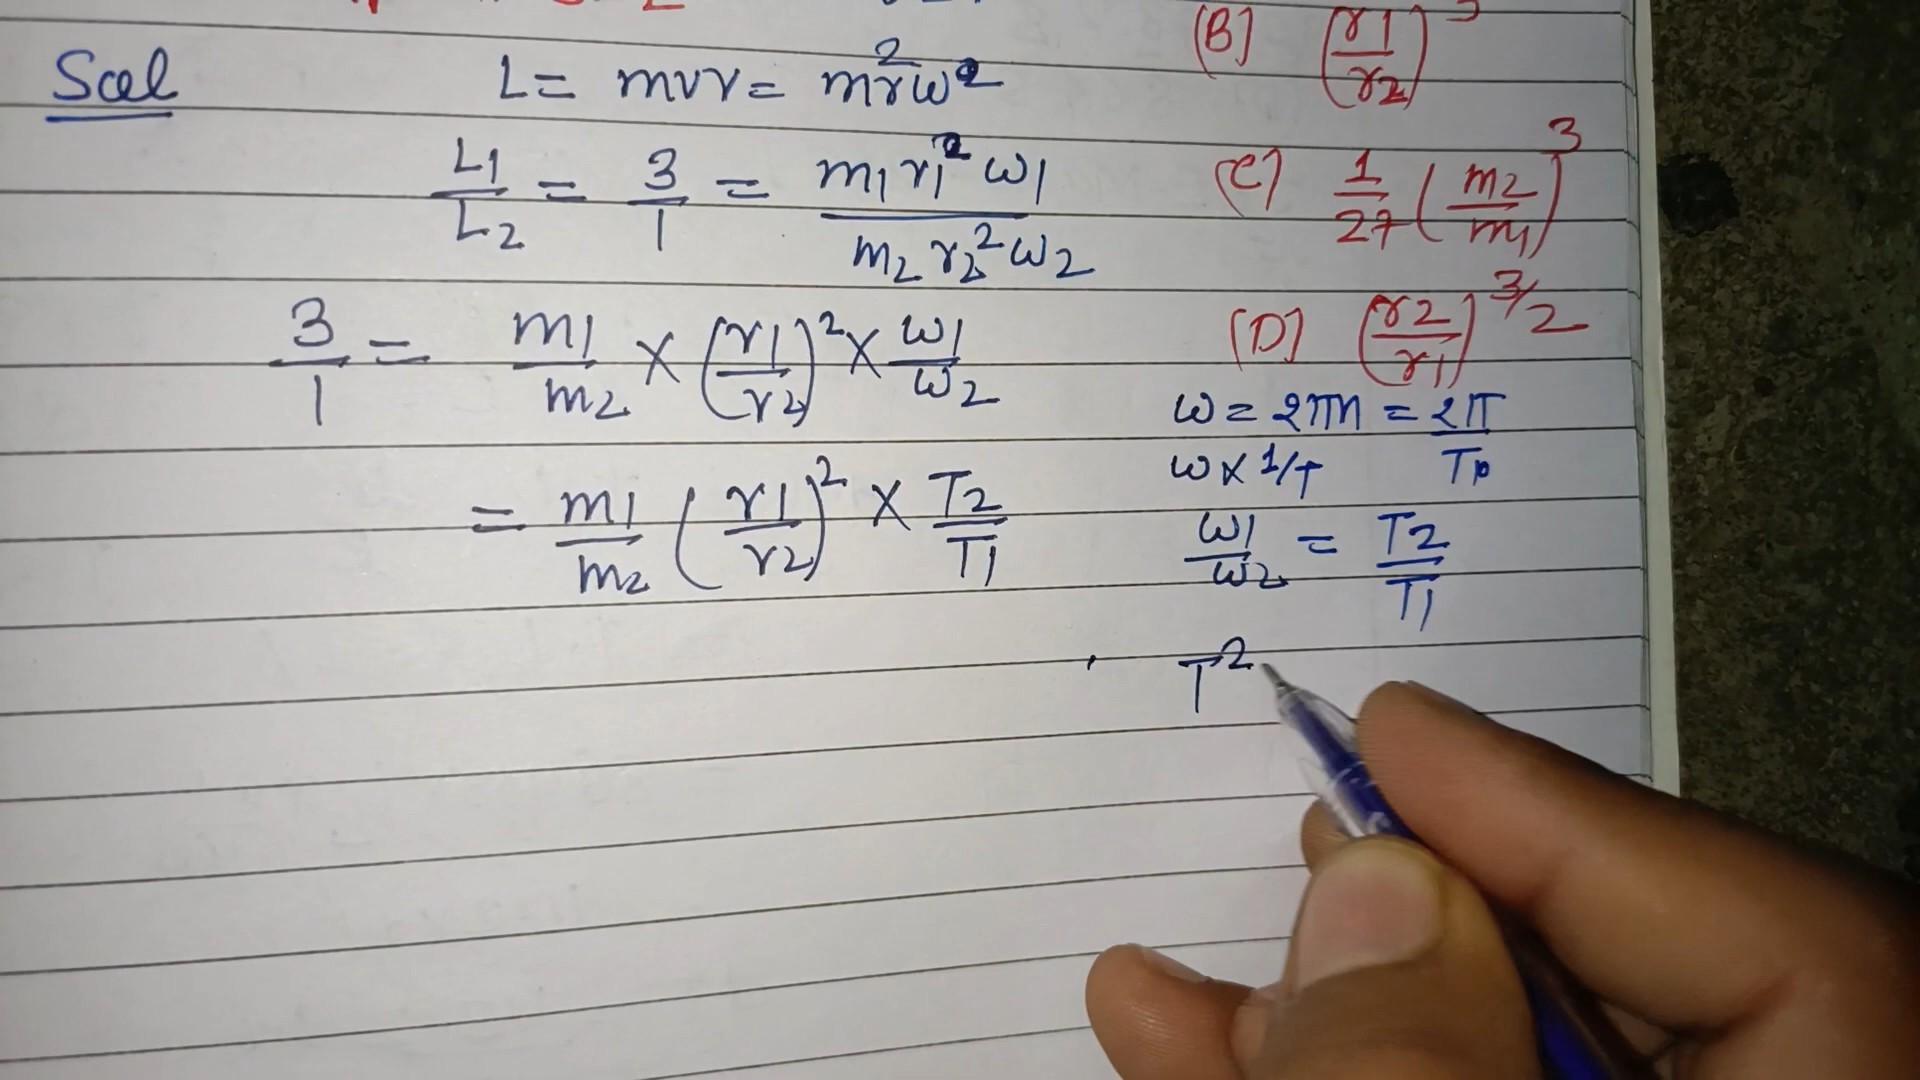 Sol L = mvr = mr²ω
(B) (r1/r2)³
L1/L2 = 3/1 = m1r1²ω1 / m2r2²ω2
(C) 1/27 (m2/m1)³
3/1 = m1/m2 × (r1/r2)² × ω1/ω2
(D) (r2/r1)^3/2
ω = 2πn = 2π/T
ω ∝ 1/T
= m1/m2 (r1/r2)² × T2/T1
ω1/ω2 = T2/T1
T²